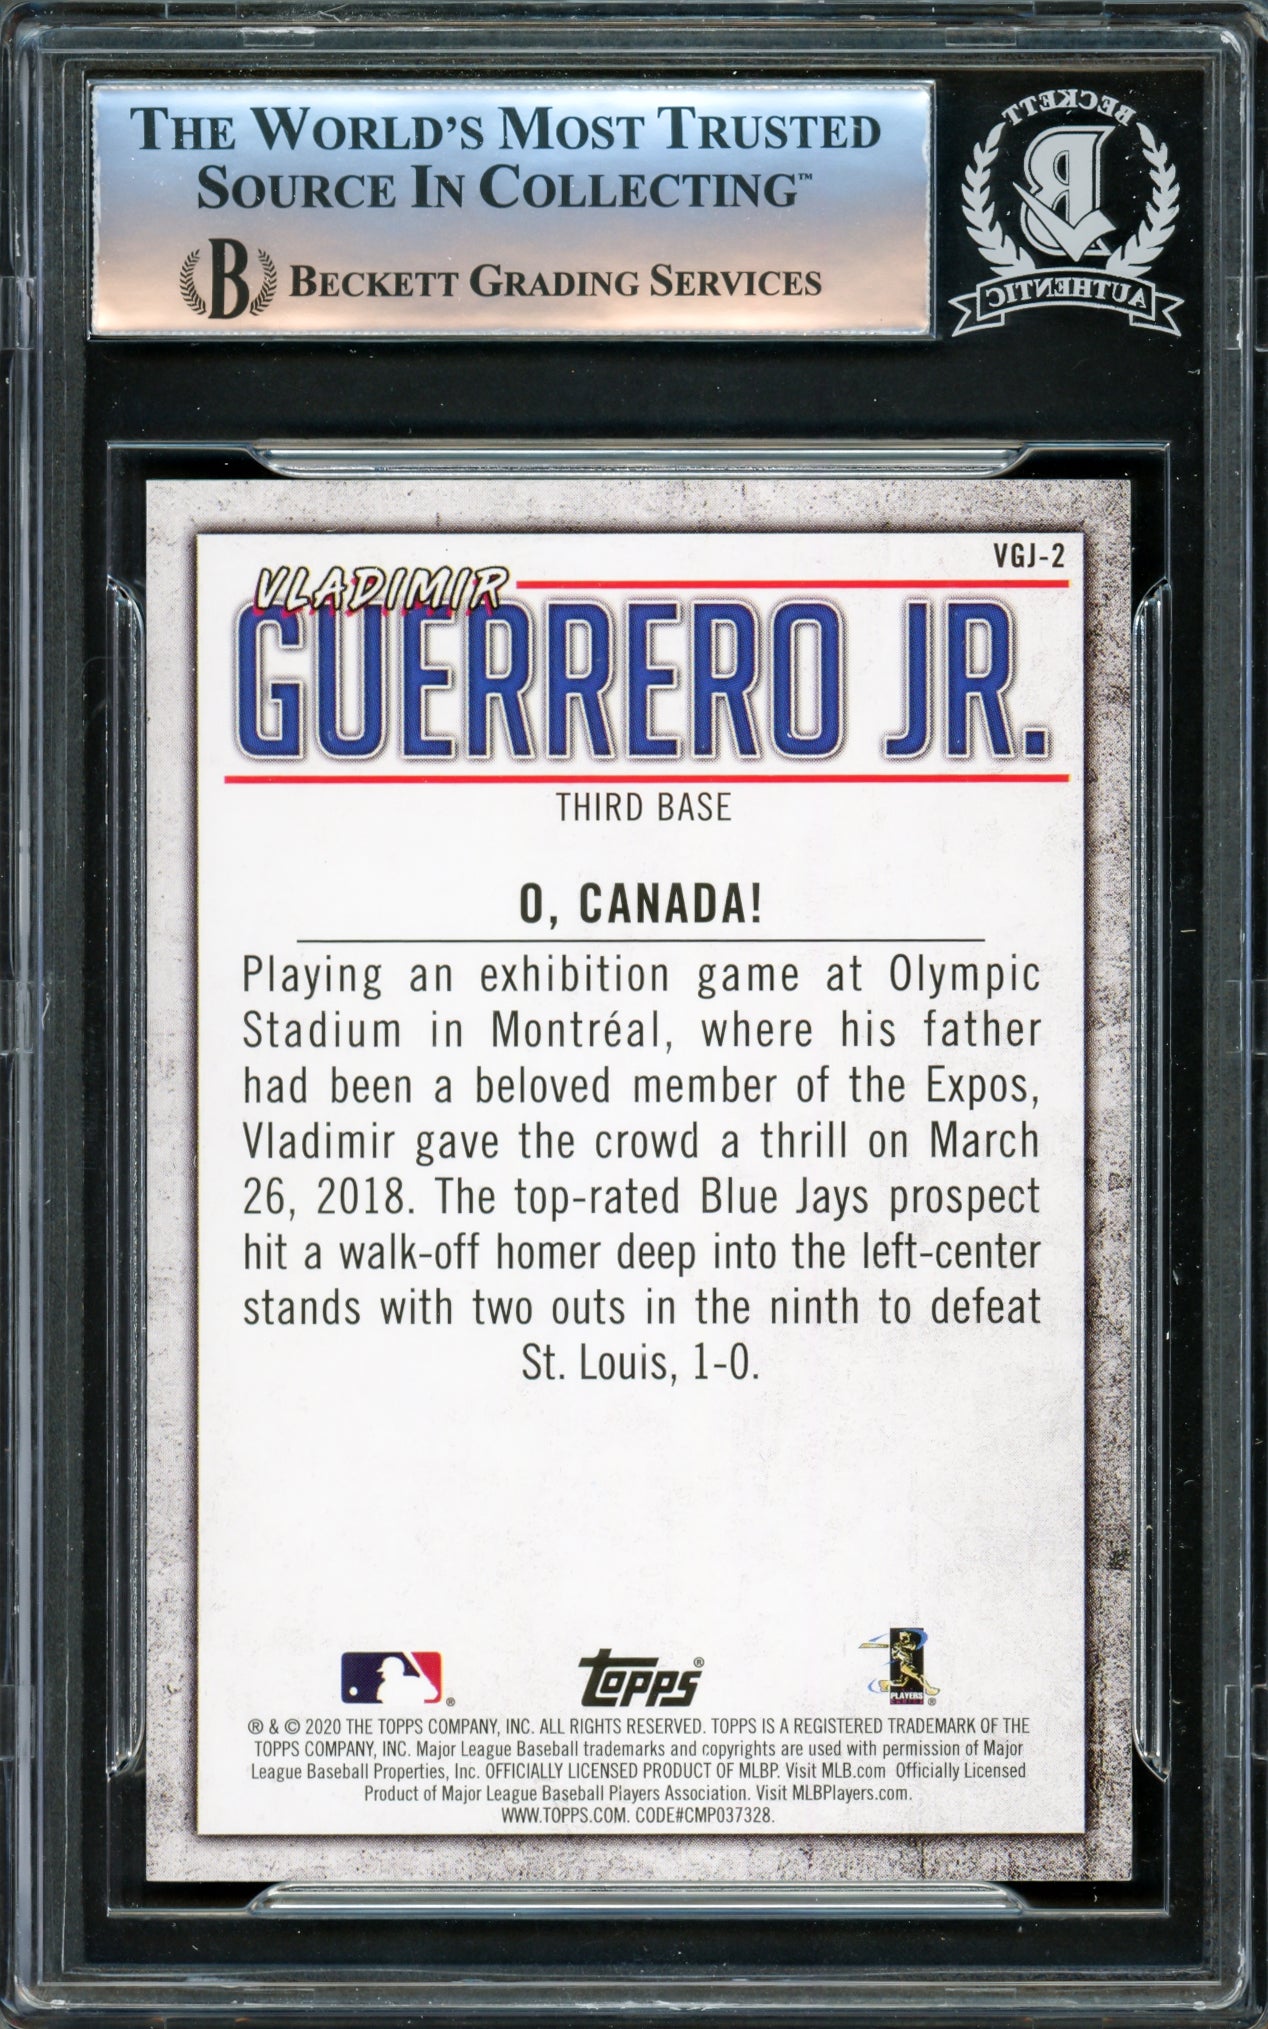 THE WORLD'S MOST TRUSTED
SOURCE IN COLLECTING™
B BECKETT GRADING SERVICES
BECKETT
B
AUTHENTIC
VGJ-2
VLADIMIR
GUERRERO JR.
THIRD BASE
O, CANADA!
Playing an exhibition game at Olympic
Stadium in Montréal, where his father
had been a beloved member of the Expos,
Vladimir gave the crowd a thrill on March
26, 2018. The top-rated Blue Jays prospect
hit a walk-off homer deep into the left-center
stands with two outs in the ninth to defeat
St. Louis, 1-0.
® topps® PLAYERS ®
® & © 2020 THE TOPPS COMPANY, INC. ALL RIGHTS RESERVED. TOPPS IS A REGISTERED TRADEMARK OF THE
TOPPS COMPANY, INC. Major League Baseball trademarks and copyrights are used with permission of Major
League Baseball Properties, Inc. OFFICIALLY LICENSED PRODUCT OF MLBP. Visit MLB.com Officially Licensed
Product of Major League Baseball Players Association. Visit MLBPlayers.com.
WWW.TOPPS.COM. CODE#CMP037328.